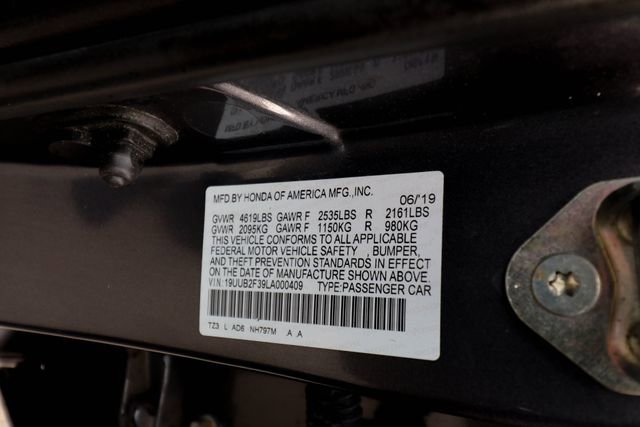 MFD.BY HONDA OF AMERICA MFG.,INC. 06/'19
GVWR 4619LBS GAWR F 2535LBS R 2161LBS
GVWR 2095KG GAWR F 1150KG R 980KG
THIS VEHICLE CONFORMS TO ALL APPLICABLE
FEDERAL MOTOR VEHICLE SAFETY , BUMPER,
AND THEFT PREVENTION STANDARDS IN EFFECT
ON THE DATE OF MANUFACTURE SHOWN ABOVE.
V.I.N: 19UUB2F39LA000409 TYPE:PASSENGER CAR
TZ3 L AD6 NH797M A A